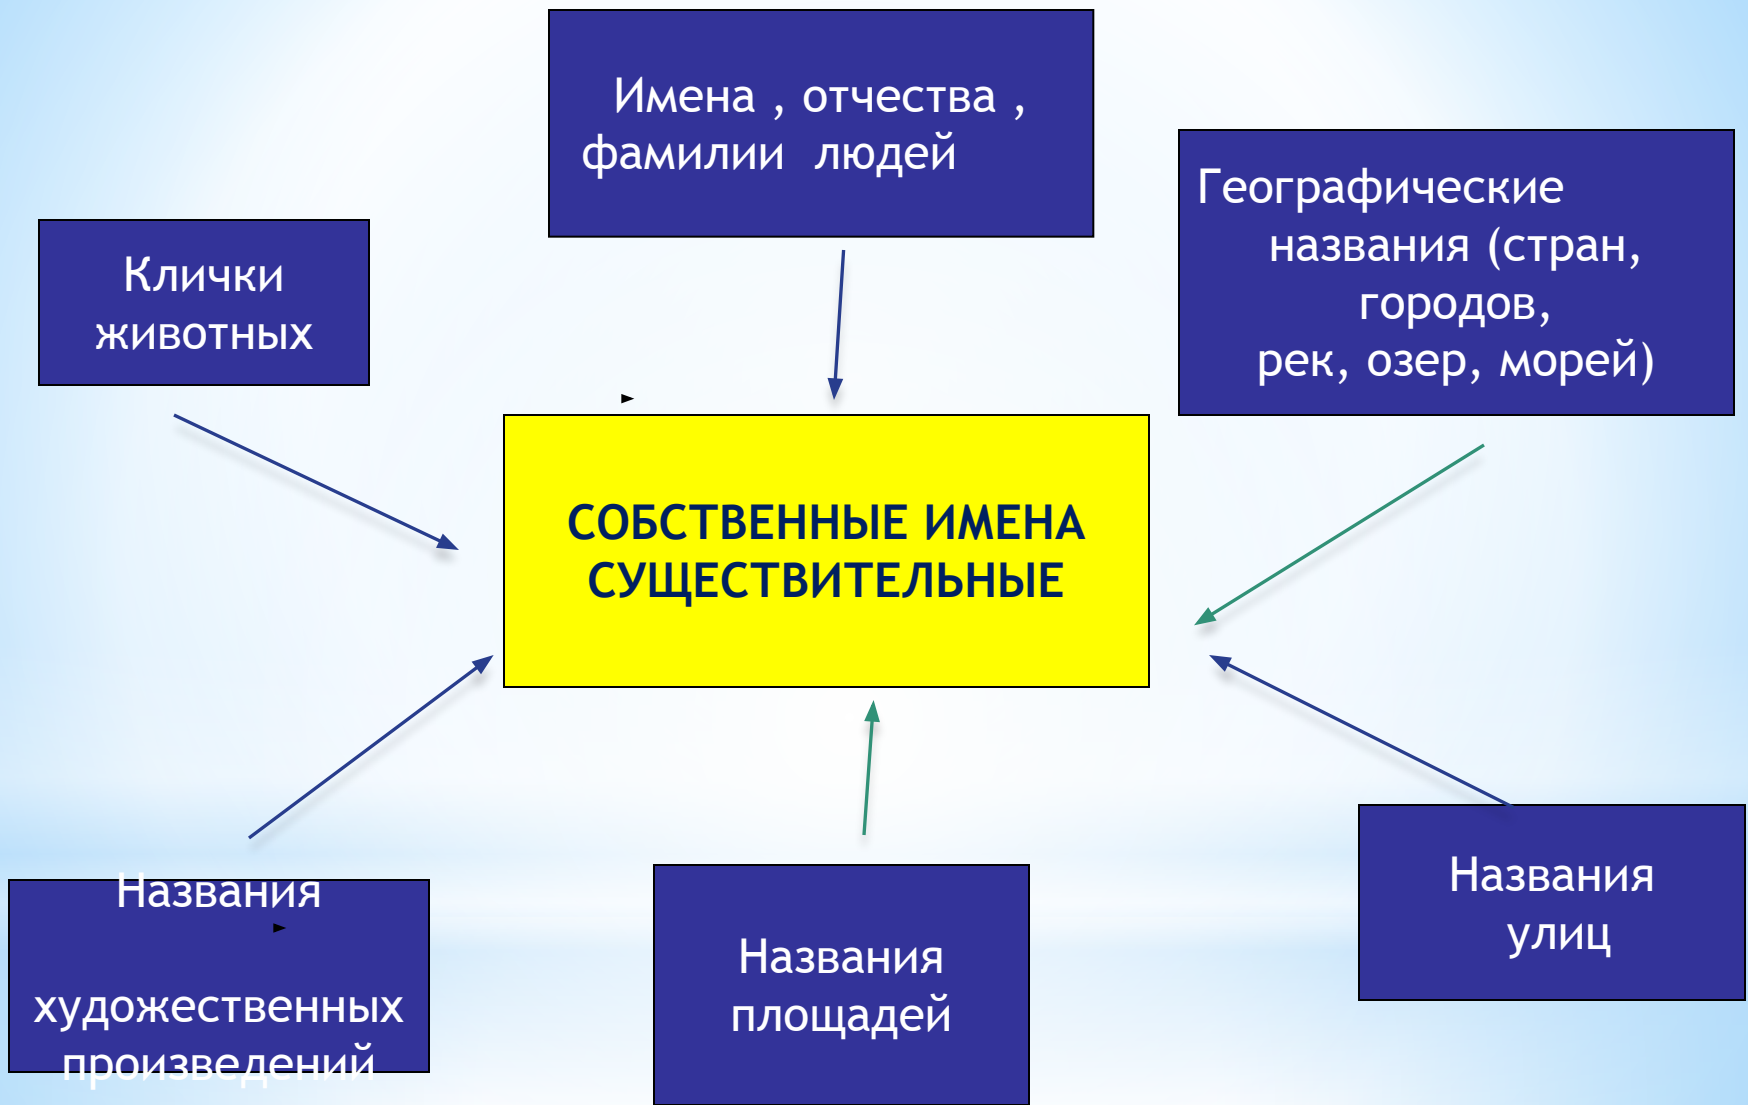 Имена , отчества ,
фамилии людей
Клички
животных
Географические
названия (стран,
городов,
рек, озер, морей)
СОБСТВЕННЫЕ ИМЕНА
СУЩЕСТВИТЕЛЬНЫЕ
Названия
художественных
произведений
Названия
площадей
Названия
улиц